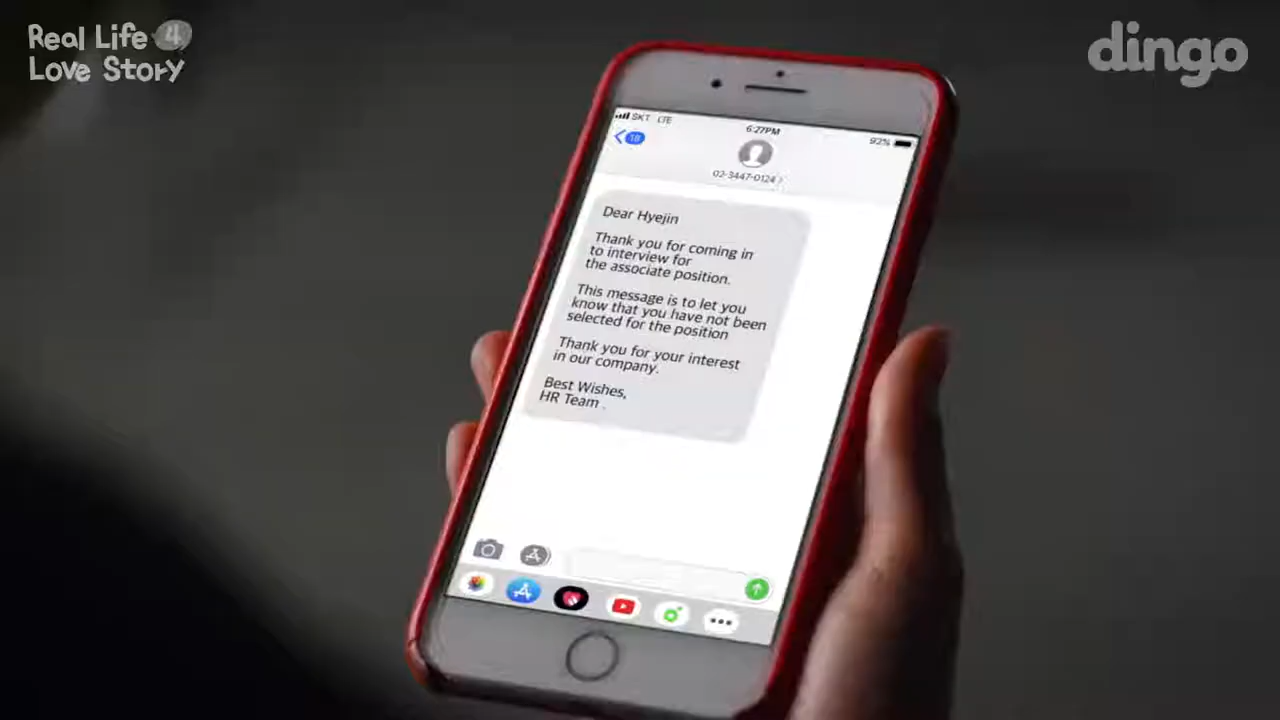 Real Life 4
Love Story
dingo
SKT LTE
6:27PM
92%
18
02-3447-0124
Dear Hyejin
Thank you for coming in
to interview for
the associate position.
This message is to let you
know that you have not been
selected for the position
Thank you for your interest
in our company.
Best Wishes,
HR Team .